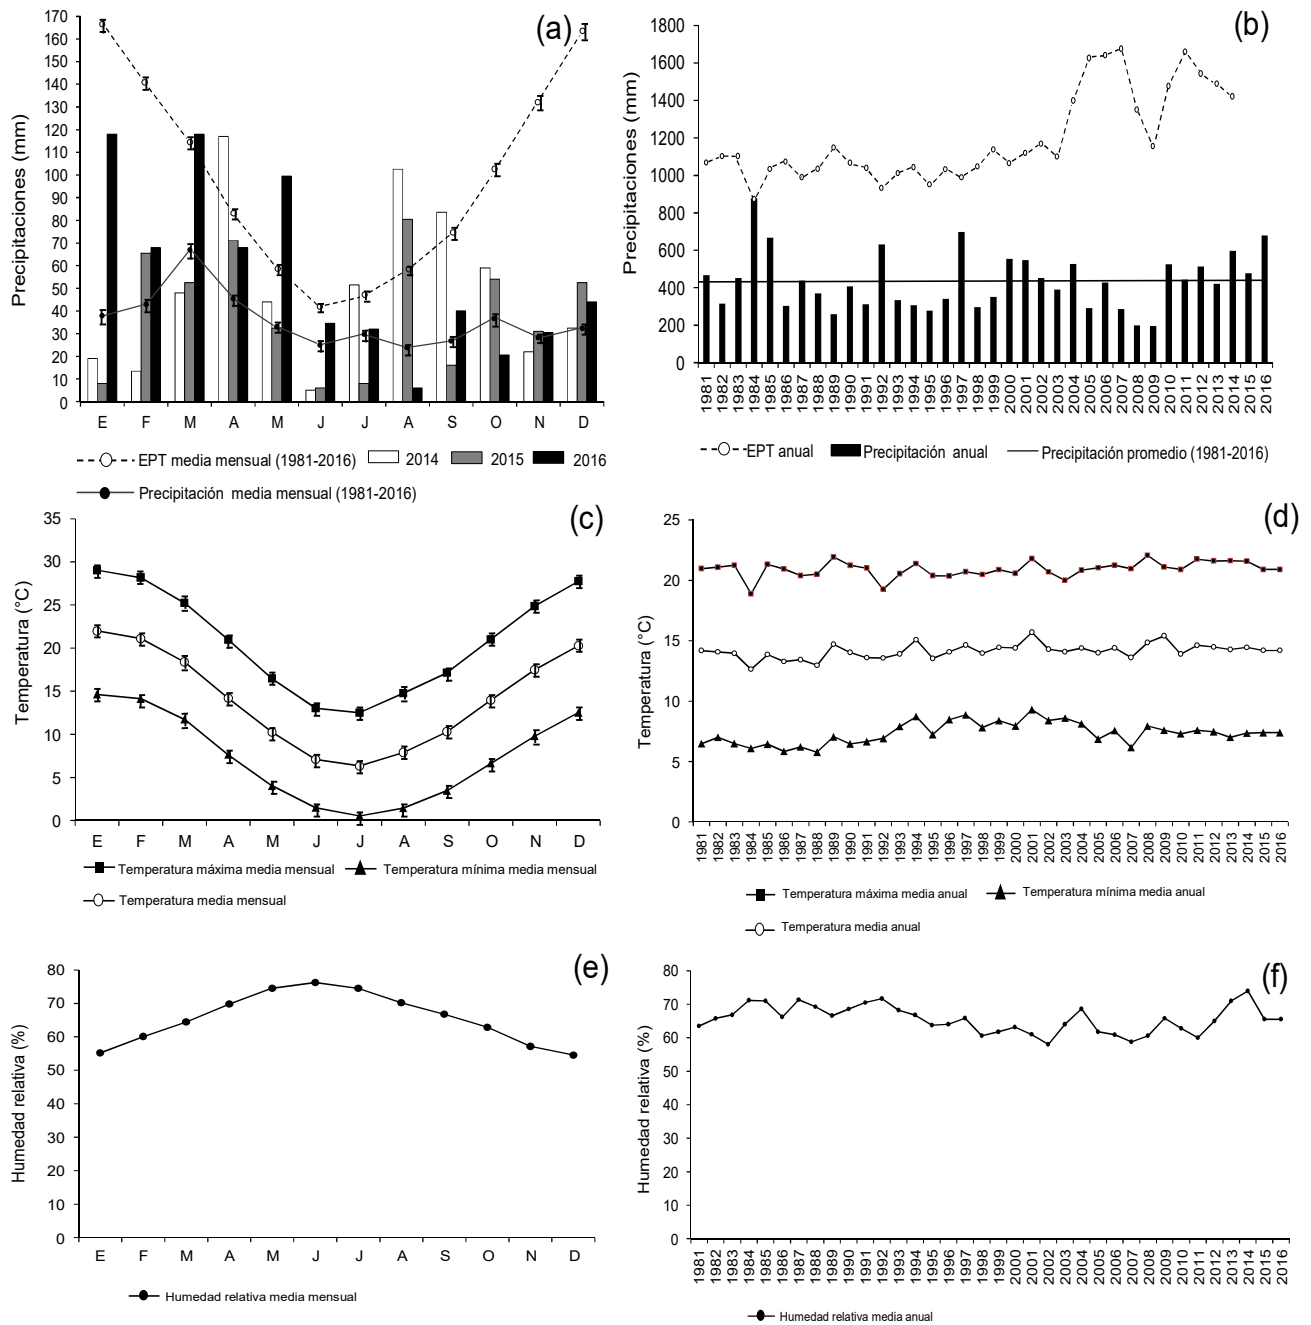 (a)
Precipitaciones (mm)
170
160
150
140
130
120
110
100
90
80
70
60
50
40
30
20
10
0
E F M A M J J A S O N D
EPT media mensual (1981-2016) 2014 2015 2016
Precipitación media mensual (1981-2016)
(b)
Precipitaciones (mm)
1800
1600
1400
1200
1000
800
600
400
200
0
1981 1982 1983 1984 1985 1986 1987 1988 1989 1990 1991 1992 1993 1994 1995 1996 1997 1998 1999 2000 2001 2002 2003 2004 2005 2006 2007 2008 2009 2010 2011 2012 2013 2014 2015 2016
EPT anual Precipitación anual Precipitación promedio (1981-2016)
(c)
Temperatura (°C)
35
30
25
20
15
10
5
0
E F M A M J J A S O N D
Temperatura máxima media mensual Temperatura mínima media mensual
Temperatura media mensual
(d)
Temperatura (°C)
25
20
15
10
5
0
1981 1982 1983 1984 1985 1986 1987 1988 1989 1990 1991 1992 1993 1994 1995 1996 1997 1998 1999 2000 2001 2002 2003 2004 2005 2006 2007 2008 2009 2010 2011 2012 2013 2014 2015 2016
Temperatura máxima media anual Temperatura mínima media anual
Temperatura media anual
(e)
Humedad relativa (%)
80
70
60
50
40
30
20
10
0
E F M A M J J A S O N D
Humedad relativa media mensual
(f)
Humedad relativa (%)
80
70
60
50
40
30
20
10
0
1981 1982 1983 1984 1985 1986 1987 1988 1989 1990 1991 1992 1993 1994 1995 1996 1997 1998 1999 2000 2001 2002 2003 2004 2005 2006 2007 2008 2009 2010 2011 2012 2013 2014 2015 2016
Humedad relativa media anual